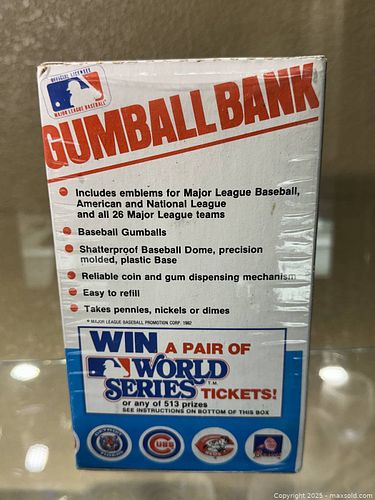 OFFICIAL LICENSEE
MAJOR LEAGUE BASEBALL
GUMBALL BANK
Includes emblems for Major League Baseball,
American and National League
and all 26 Major League teams
Baseball Gumballs
Shatterproof Baseball Dome, precision
molded, plastic Base
Reliable coin and gum dispensing mechanism
Easy to refill
Takes pennies, nickels or dimes
© MAJOR LEAGUE BASEBALL PROMOTION CORP. 1982
WIN A PAIR OF
WORLD
SERIES T.M. TICKETS!
or any of 513 prizes
SEE INSTRUCTIONS ON BOTTOM OF THIS BOX
CUBS
REDS
Copyright © 2025 - maxsold.com